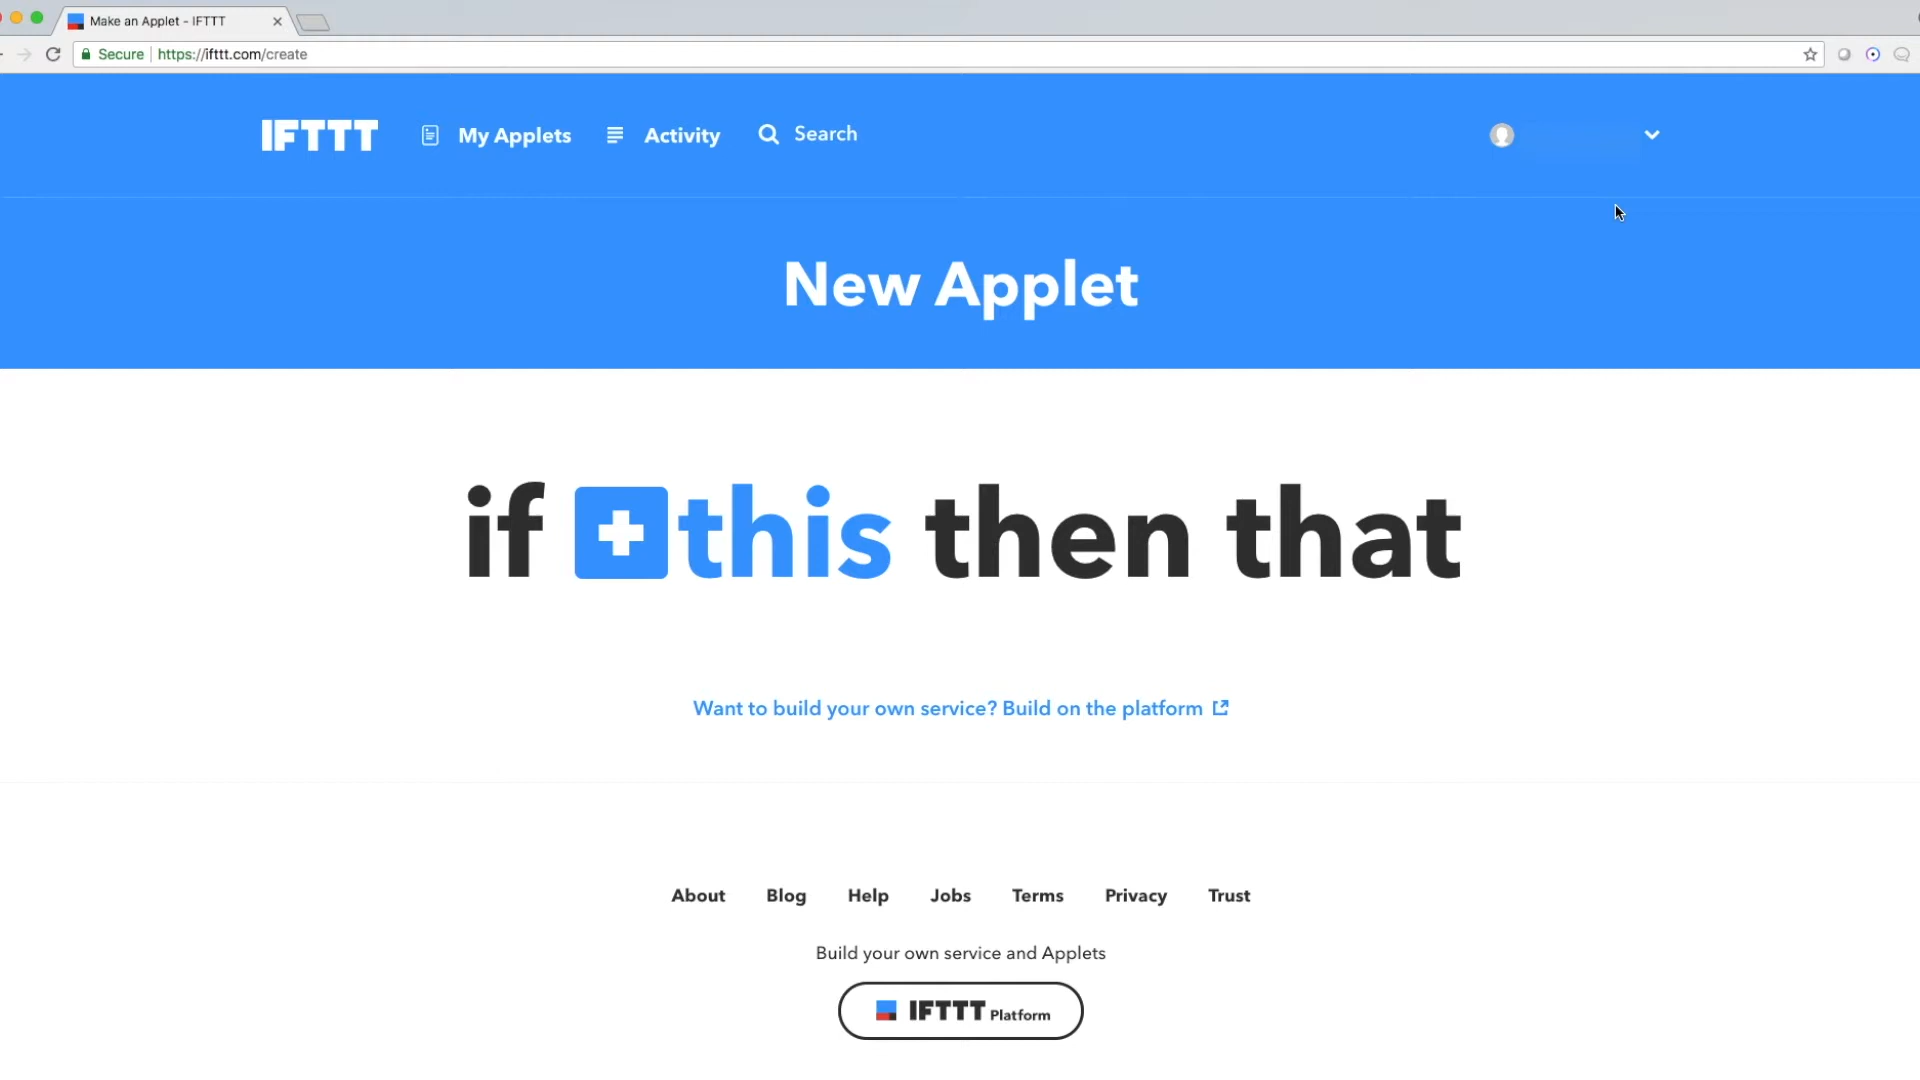 Make an Applet - IFTTT
Secure https://ifttt.com/create
IFTTT My Applets Activity Search
New Applet
if this then that
Want to build your own service? Build on the platform
About Blog Help Jobs Terms Privacy Trust
Build your own service and Applets
IFTTT Platform